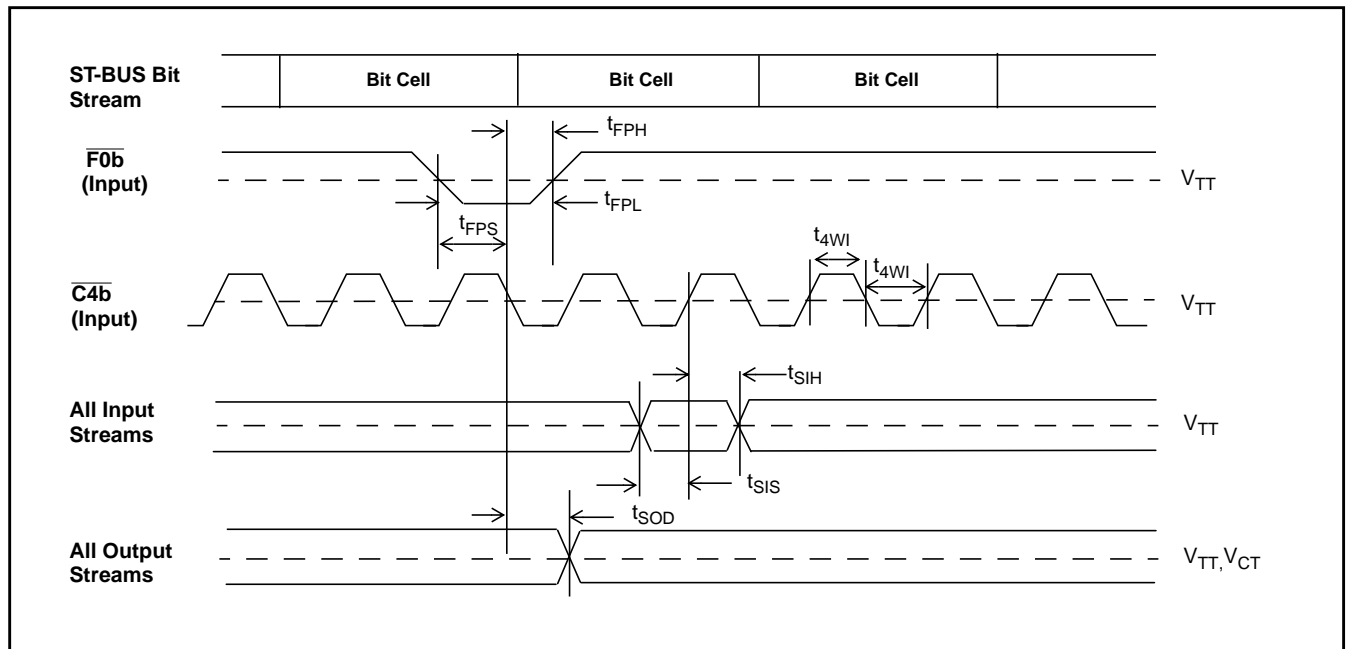 ST-BUS Bit
Stream
Bit Cell Bit Cell Bit Cell
tFPH
F0b
(Input)
VTT
tFPL
tFPS
t4WI
t4WI
C4b
(Input)
VTT
tSIH
All Input
Streams
VTT
tSIS
tSOD
All Output
Streams
VTT,VCT